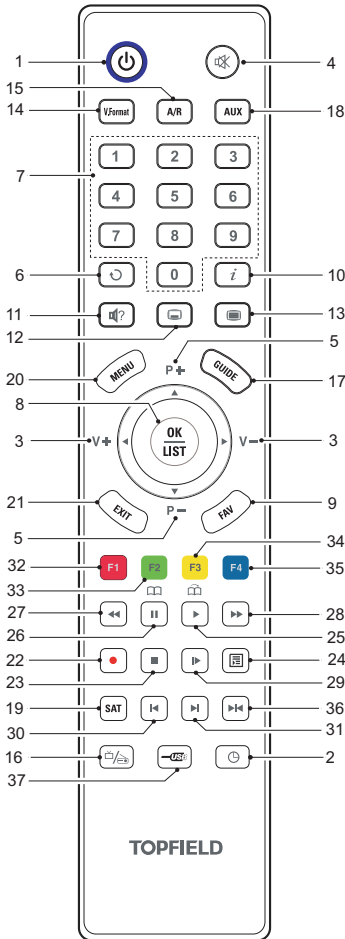 1
4
15
14
V.Format
A/R
AUX
18
7
1 2 3
4 5 6
7 8 9
6
0
i
10
11
?
12
13
5
P+
20
MENU
GUIDE
17
8
3
V+
OK
LIST
V-
3
21
EXIT
FAV
9
5
P-
34
32
F1
F2
F3
F4
35
33
27
28
26
25
22
24
23
29
19
SAT
36
30
31
16
USB
2
37
TOPFIELD